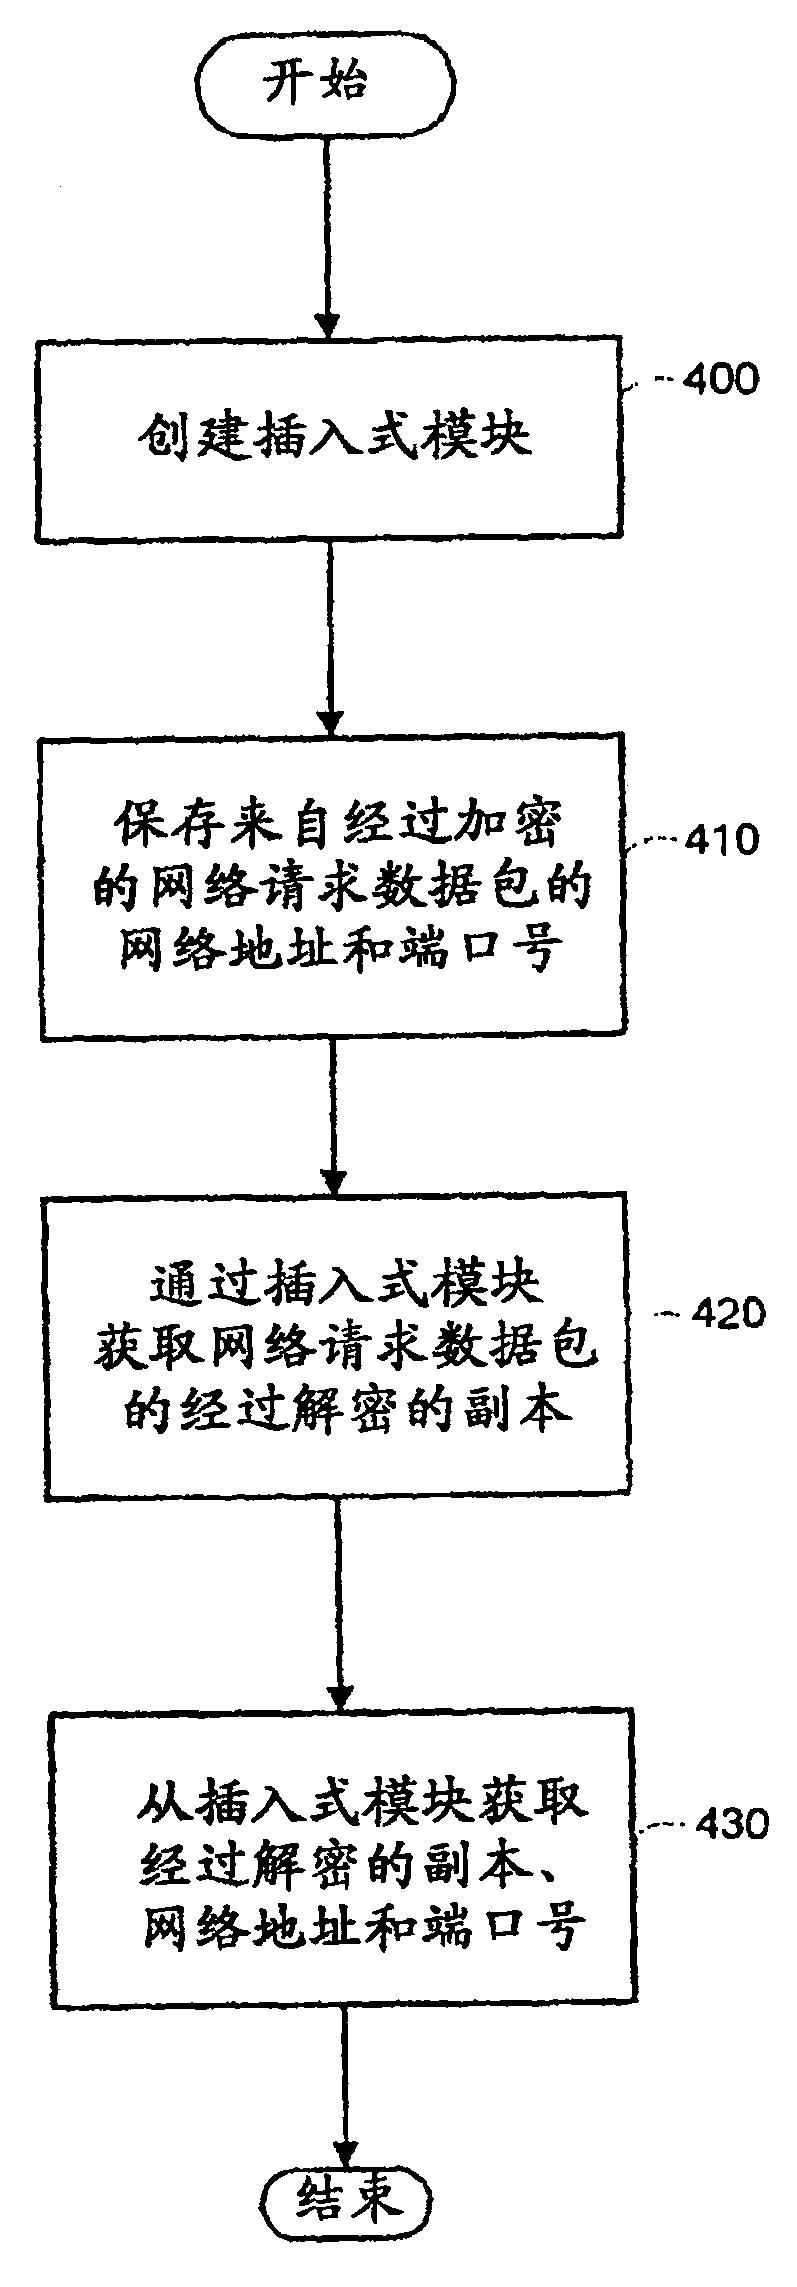 开始
创建插入式模块
400
保存来自经过加密
的网络请求数据包的
网络地址和端口号
410
通过插入式模块
获取网络请求数据包
的经过解密的副本
420
从插入式模块获取
经过解密的副本、
网络地址和端口号
430
结束